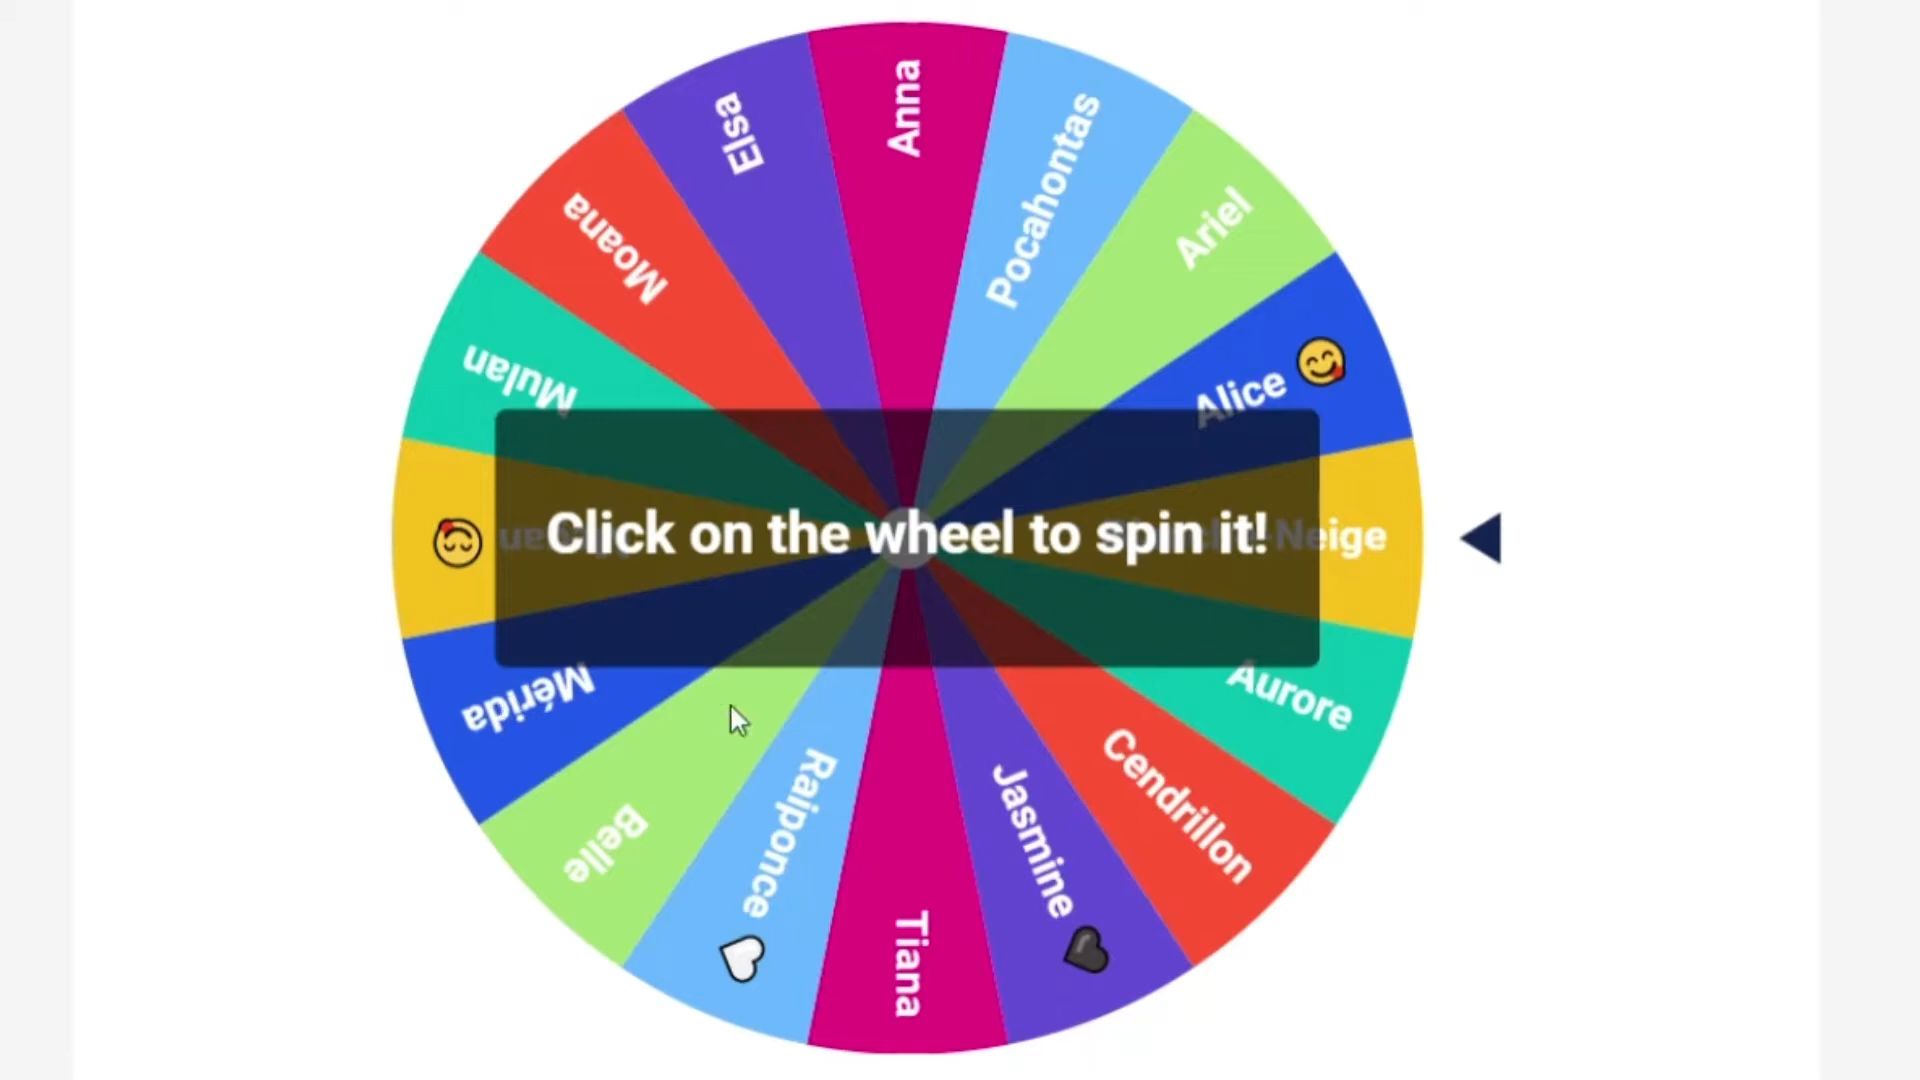 Anna
Pocahontas
Ariel
Alice 😋
Neige
Aurore
Cendrillon
Jasmine 🖤
Tiana
Raiponce 🤍
Belle
Mérida
Mulan
Moana
Elsa
Click on the wheel to spin it!